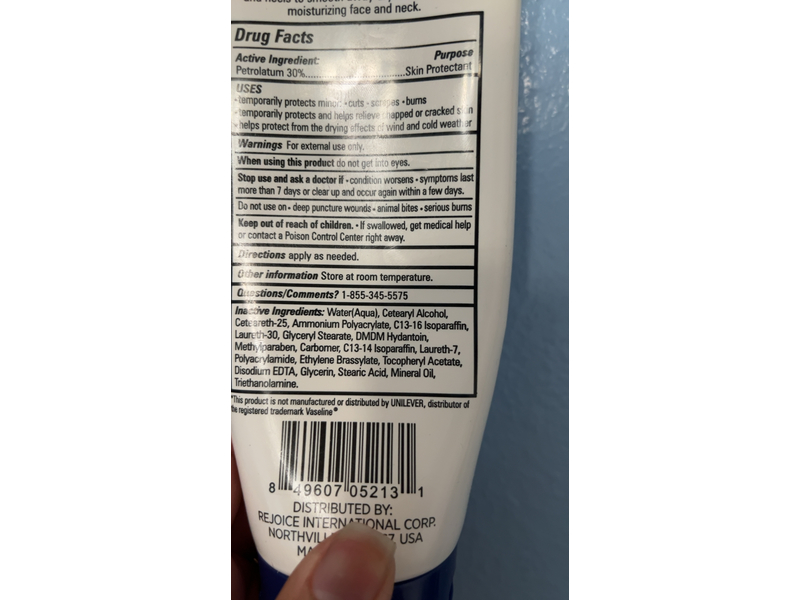 moisturizing face and neck.
Drug Facts
Active Ingredient: Purpose
Petrolatum 30%...........................Skin Protectant
USES
• temporarily protects minor • cuts • scrapes • burns
• temporarily protects and helps relieve chapped or cracked skin
• helps protect from the drying effects of wind and cold weather
Warnings For external use only.
When using this product do not get into eyes.
Stop use and ask a doctor if • condition worsens • symptoms last
more than 7 days or clear up and occur again within a few days.
Do not use on • deep puncture wounds • animal bites • serious burns
Keep out of reach of children. • If swallowed, get medical help
or contact a Poison Control Center right away.
Directions apply as needed.
Other information Store at room temperature.
Questions/Comments? 1-855-345-5575
Inactive Ingredients: Water(Aqua), Cetearyl Alcohol,
Ceteareth-25, Ammonium Polyacrylate, C13-16 Isoparaffin,
Laureth-30, Glyceryl Stearate, DMDM Hydantoin,
Methylparaben, Carbomer, C13-14 Isoparaffin, Laureth-7,
Polyacrylamide, Ethylene Brassylate, Tocopheryl Acetate,
Disodium EDTA, Glycerin, Stearic Acid, Mineral Oil,
Triethanolamine.
*This product is not manufactured or distributed by UNILEVER, distributor of
the registered trademark Vaseline®
8 49607 05213 1
DISTRIBUTED BY:
REJOICE INTERNATIONAL CORP.
USA